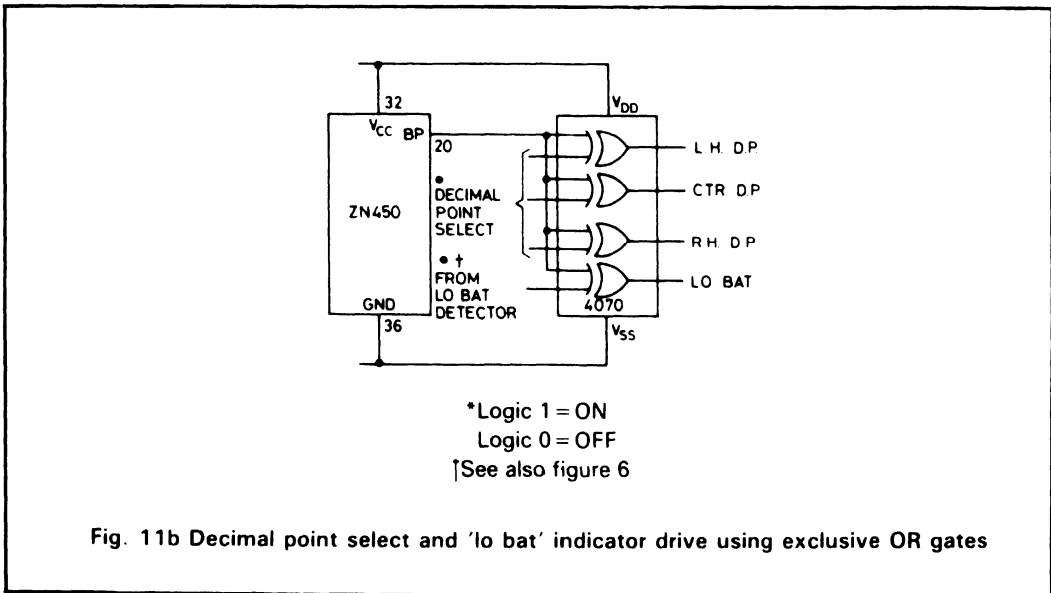 32
VCC BP
20
ZN450
•
DECIMAL
POINT
SELECT
• †
FROM
LO BAT
DETECTOR
GND
36
VDD
L H. D.P.
CTR D.P
R H. D P
LO BAT
4070
VSS
*Logic 1 = ON
Logic 0 = OFF
†See also figure 6
Fig. 11b Decimal point select and 'lo bat' indicator drive using exclusive OR gates